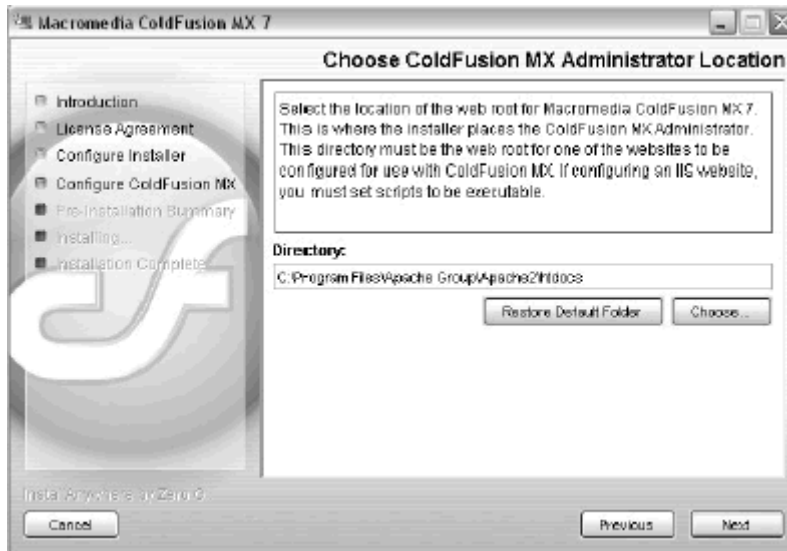 Macromedia ColdFusion MX 7
Choose ColdFusion MX Administrator Location
Introduction
License Agreement
Configure Installer
Configure ColdFusion MX
Pre-Installation Summary
Installing...
Installation Complete
Select the location of the web root for Macromedia ColdFusion MX 7.
This is where the installer places the ColdFusion MX Administrator.
This directory must be the web root for one of the websites to be
configured for use with ColdFusion MX. If configuring an IIS website,
you must set scripts to be executable.
Directory:
C:\Program Files\Apache Group\Apache2\htdocs
Restore Default Folder
Choose...
InstallAnywhere by Zero G
Cancel
Previous
Next